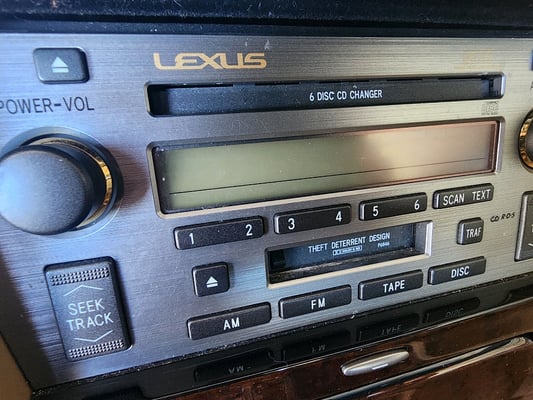 LEXUS
POWER-VOL
6 DISC CD CHANGER
1 2
3 4
5 6
SCAN TEXT
TRAF
CD R·D·S
THEFT DETERRENT DESIGN
SEEK
TRACK
AM
FM
TAPE
DISC